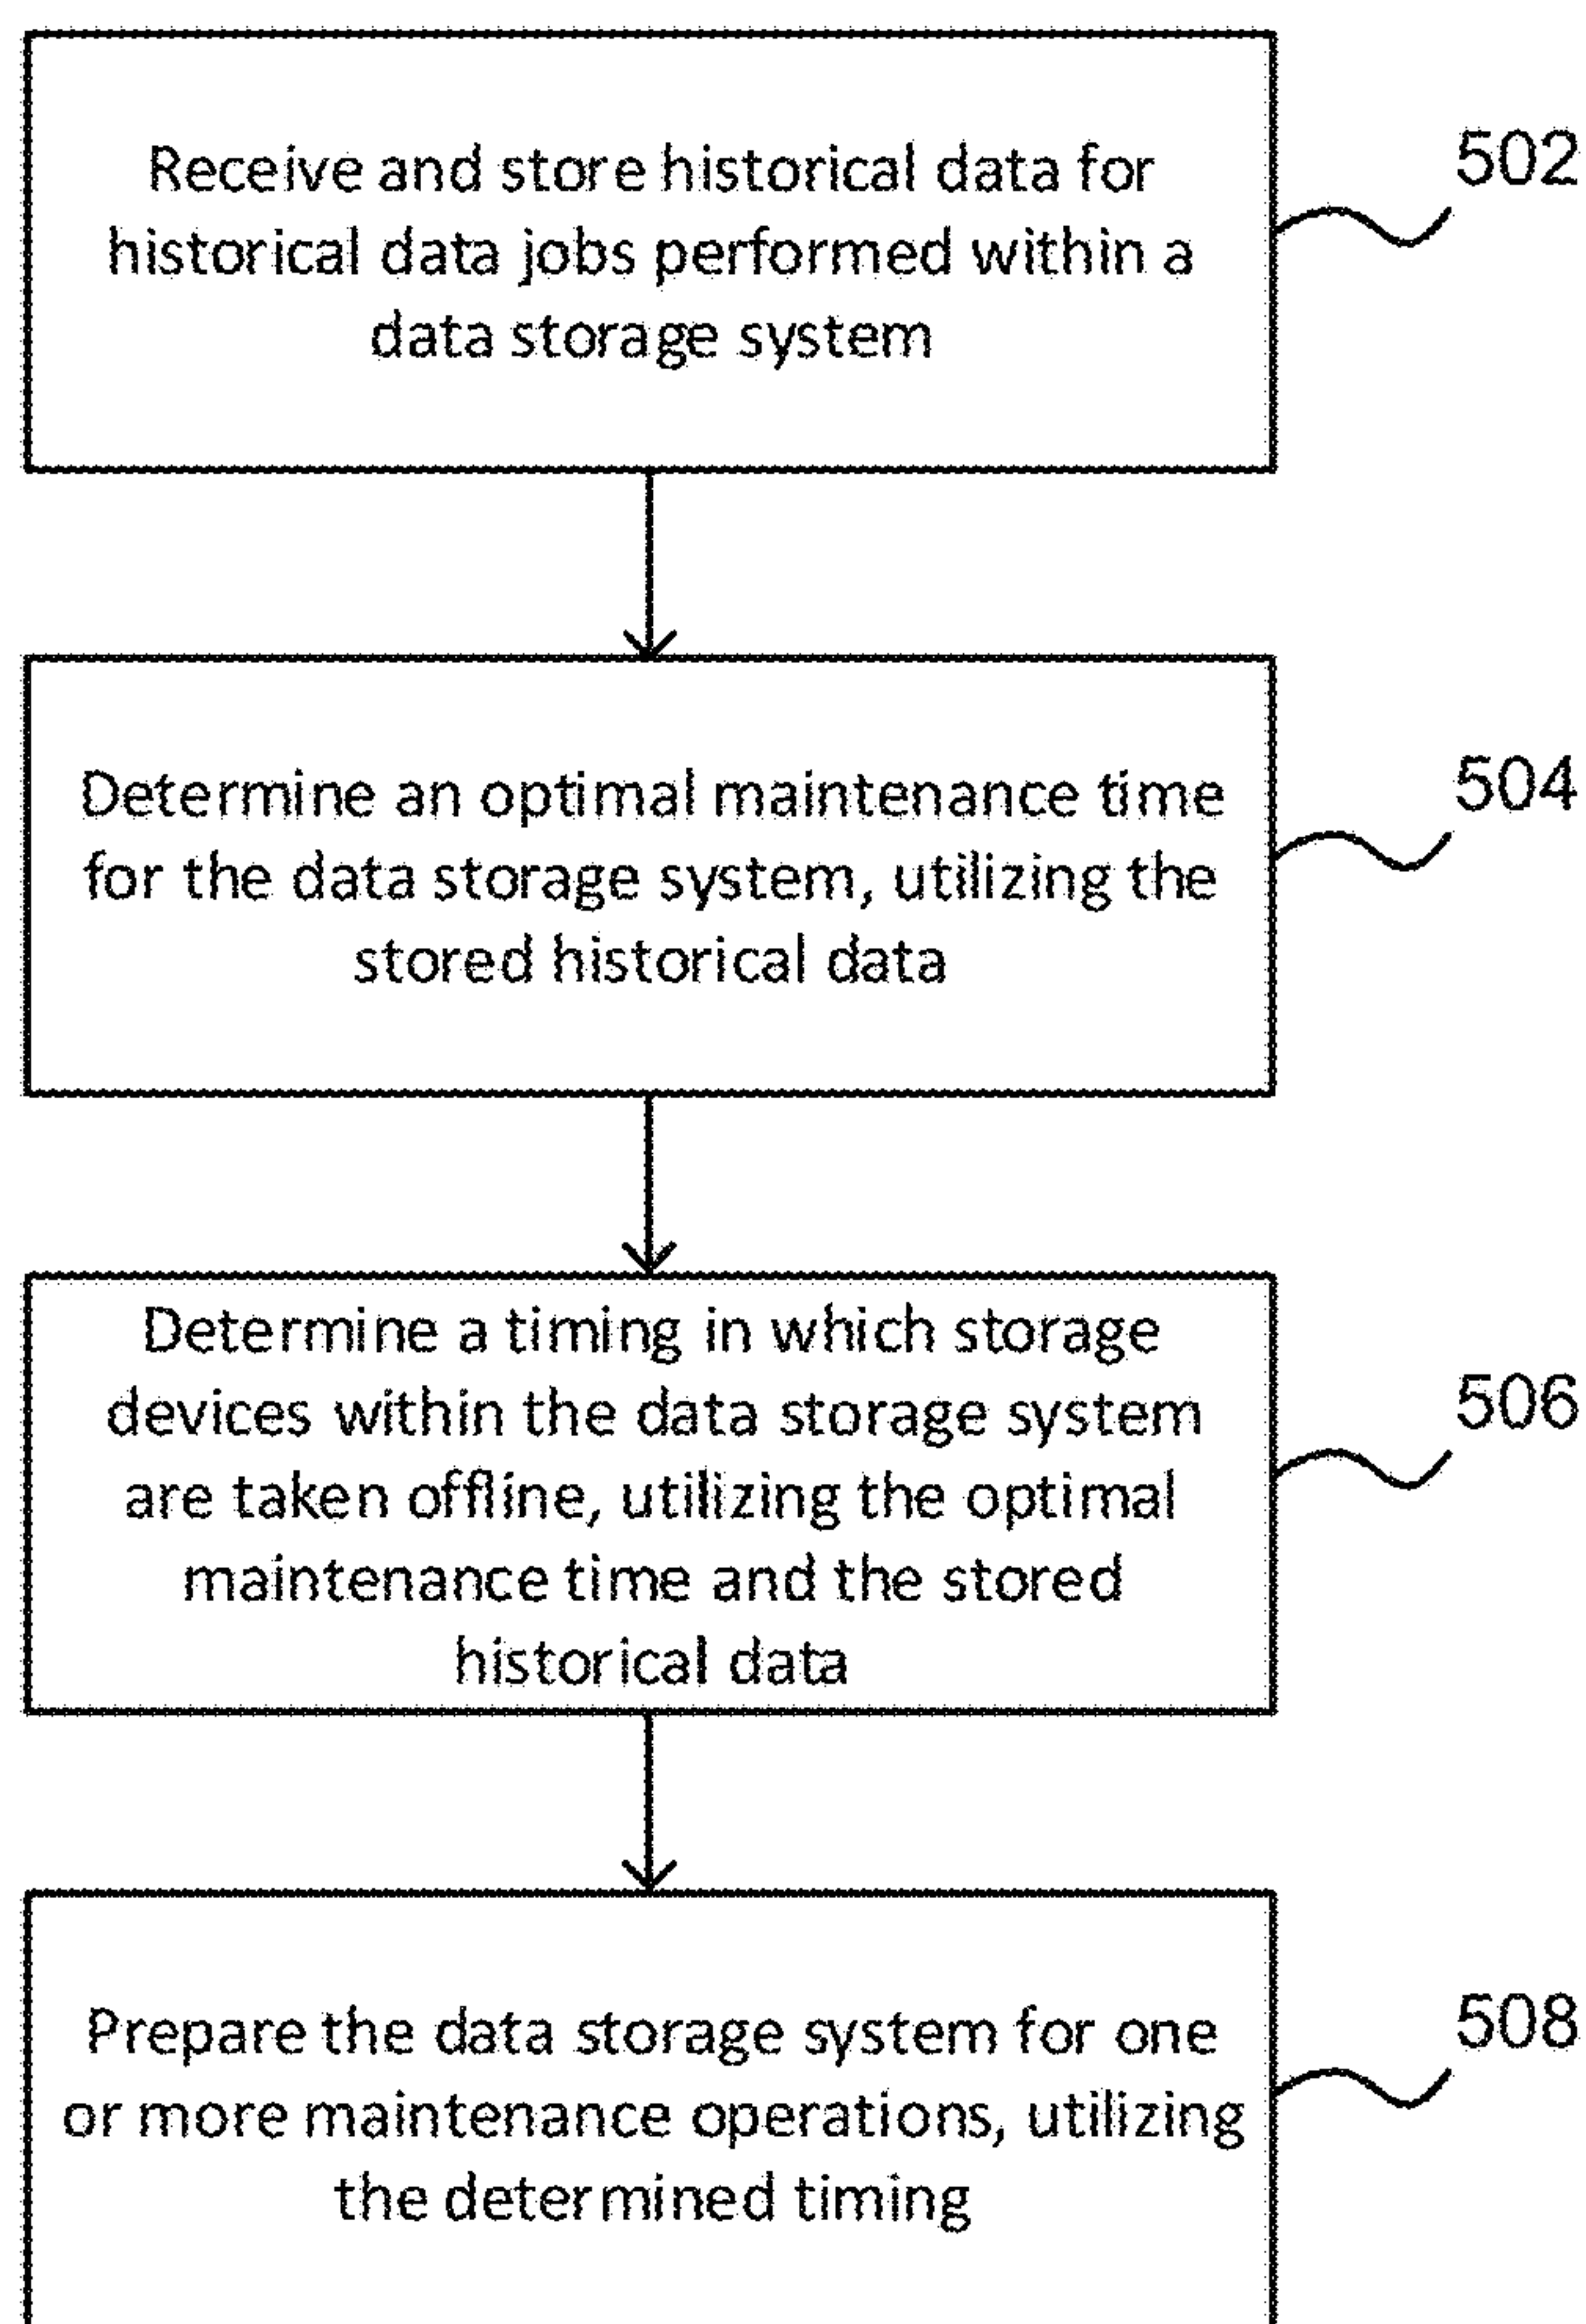 Receive and store historical data for
historical data jobs performed within a
data storage system
502
Determine an optimal maintenance time
for the data storage system, utilizing the
stored historical data
504
Determine a timing in which storage
devices within the data storage system
are taken offline, utilizing the optimal
maintenance time and the stored
historical data
506
Prepare the data storage system for one
or more maintenance operations, utilizing
the determined timing
508